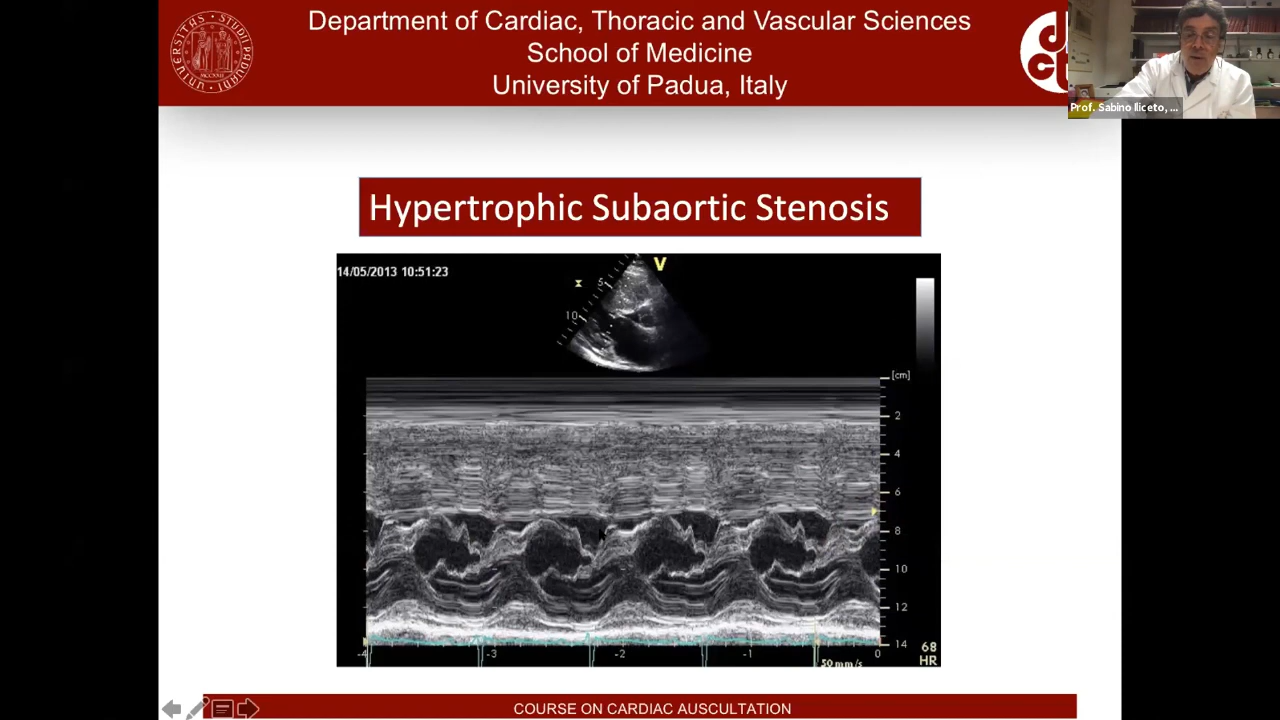 Department of Cardiac, Thoracic and Vascular Sciences
School of Medicine
University of Padua, Italy
Prof. Sabino Iliceto, ...
Hypertrophic Subaortic Stenosis
14/05/2013 10:51:23
V
5
10
[cm]
2
4
6
8
10
12
14
-4
-3
-2
-1
0
68
HR
50 mm/s
COURSE ON CARDIAC AUSCULTATION